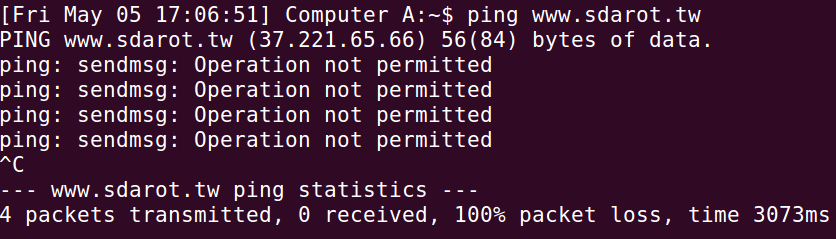 [Fri May 05 17:06:51] Computer A:~$ ping www.sdarot.tw
PING www.sdarot.tw (37.221.65.66) 56(84) bytes of data.
ping: sendmsg: Operation not permitted
ping: sendmsg: Operation not permitted
ping: sendmsg: Operation not permitted
ping: sendmsg: Operation not permitted
^C
--- www.sdarot.tw ping statistics ---
4 packets transmitted, 0 received, 100% packet loss, time 3073ms